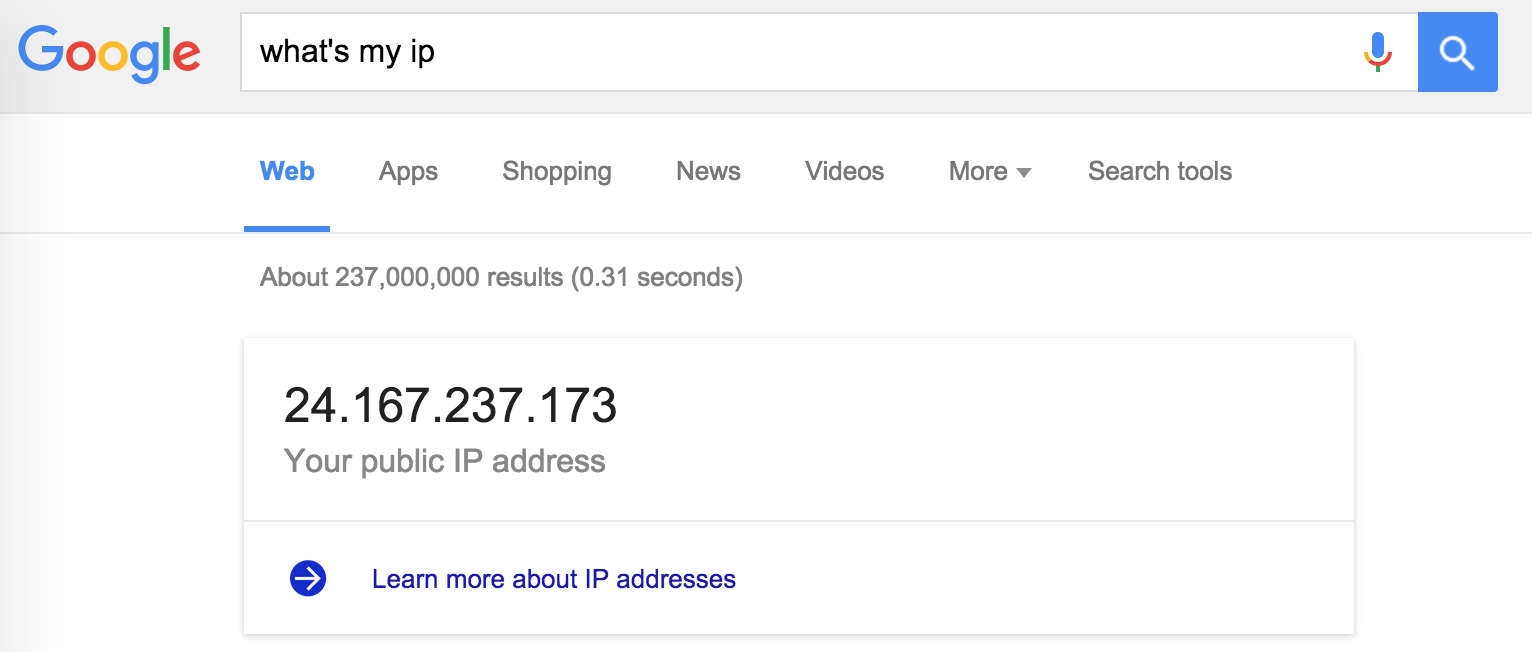 Google what's my ip
Web Apps Shopping News Videos More Search tools
About 237,000,000 results (0.31 seconds)
24.167.237.173
Your public IP address
Learn more about IP addresses